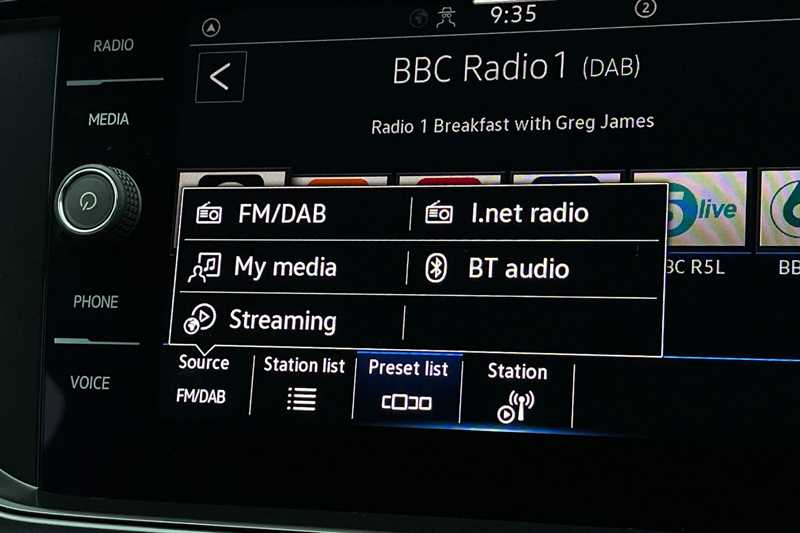 9:35
2
RADIO
MEDIA
PHONE
VOICE
BBC Radio 1 (DAB)
Radio 1 Breakfast with Greg James
5 live
6
FM/DAB
I.net radio
My media
BT audio
Streaming
BC R5L
BB
Source
FM/DAB
Station list
Preset list
Station